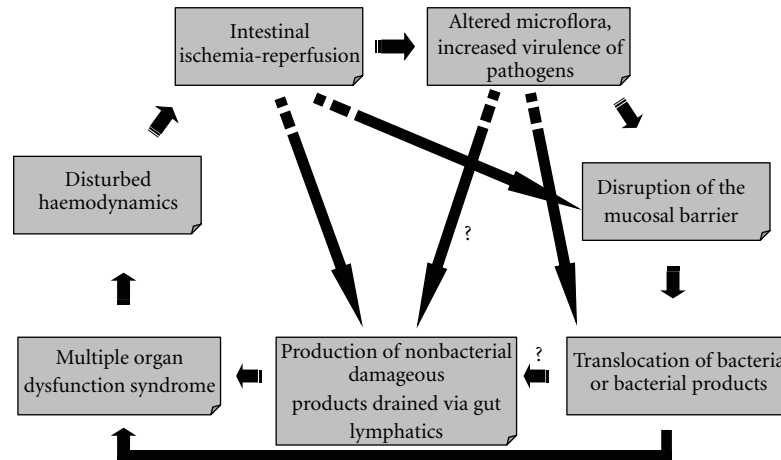 Intestinal
ischemia-reperfusion
Altered microflora,
increased virulence of
pathogens
Disturbed
haemodynamics
Disruption of the
mucosal barrier
?
Multiple organ
dysfunction syndrome
Production of nonbacterial
damageous
products drained via gut
lymphatics
?
Translocation of bacteria
or bacterial products